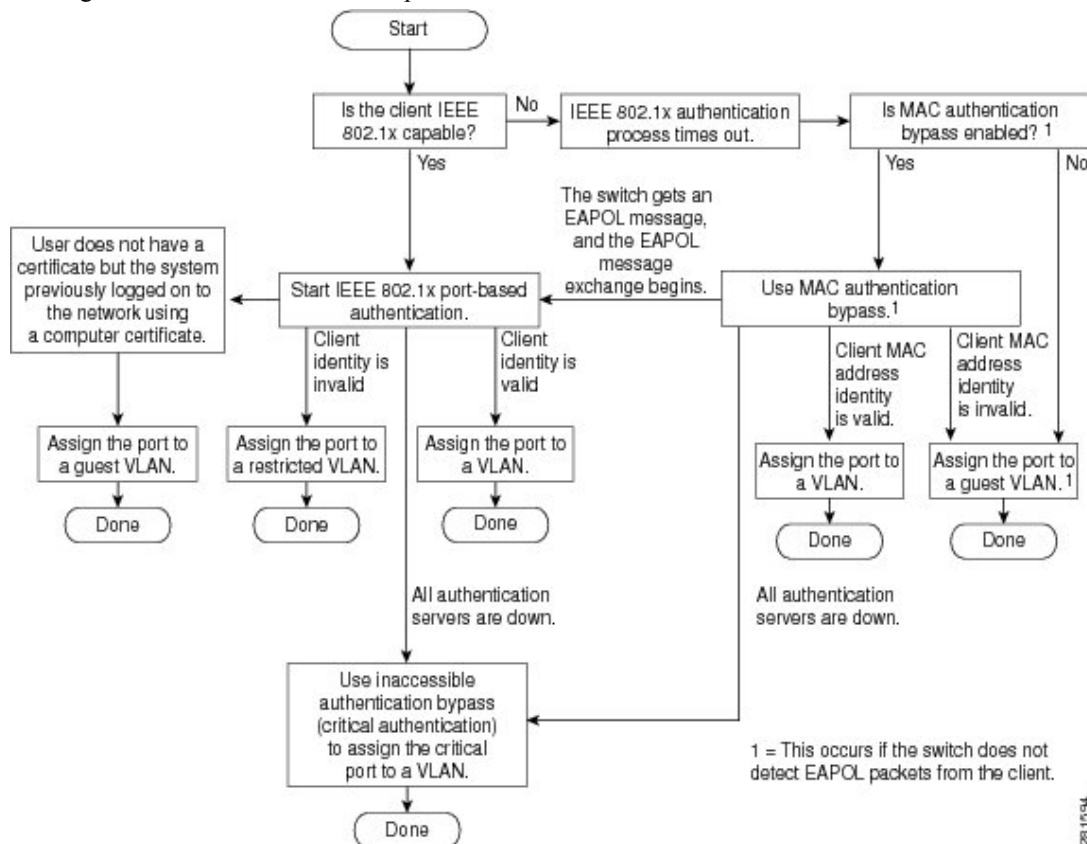 Start
Is the client IEEE
802.1x capable?
No
IEEE 802.1x authentication
process times out.
Is MAC authentication
bypass enabled? 1
Yes
Yes
No
The switch gets an
EAPOL message,
and the EAPOL
message
exchange begins.
User does not have a
certificate but the system
previously logged on to
the network using
a computer certificate.
Start IEEE 802.1x port-based
authentication.
Use MAC authentication
bypass.1
Client
identity is
invalid
Client
identity is
valid
Client MAC
address
identity
is valid.
Client MAC
address
identity
is invalid.
Assign the port to
a guest VLAN.
Assign the port to
a restricted VLAN.
Assign the port to
a VLAN.
Assign the port to
a VLAN.
Assign the port to
a guest VLAN.1
Done
Done
Done
Done
Done
All authentication
servers are down.
All authentication
servers are down.
Use inaccessible
authentication bypass
(critical authentication)
to assign the critical
port to a VLAN.
Done
1 = This occurs if the switch does not
detect EAPOL packets from the client.
281594